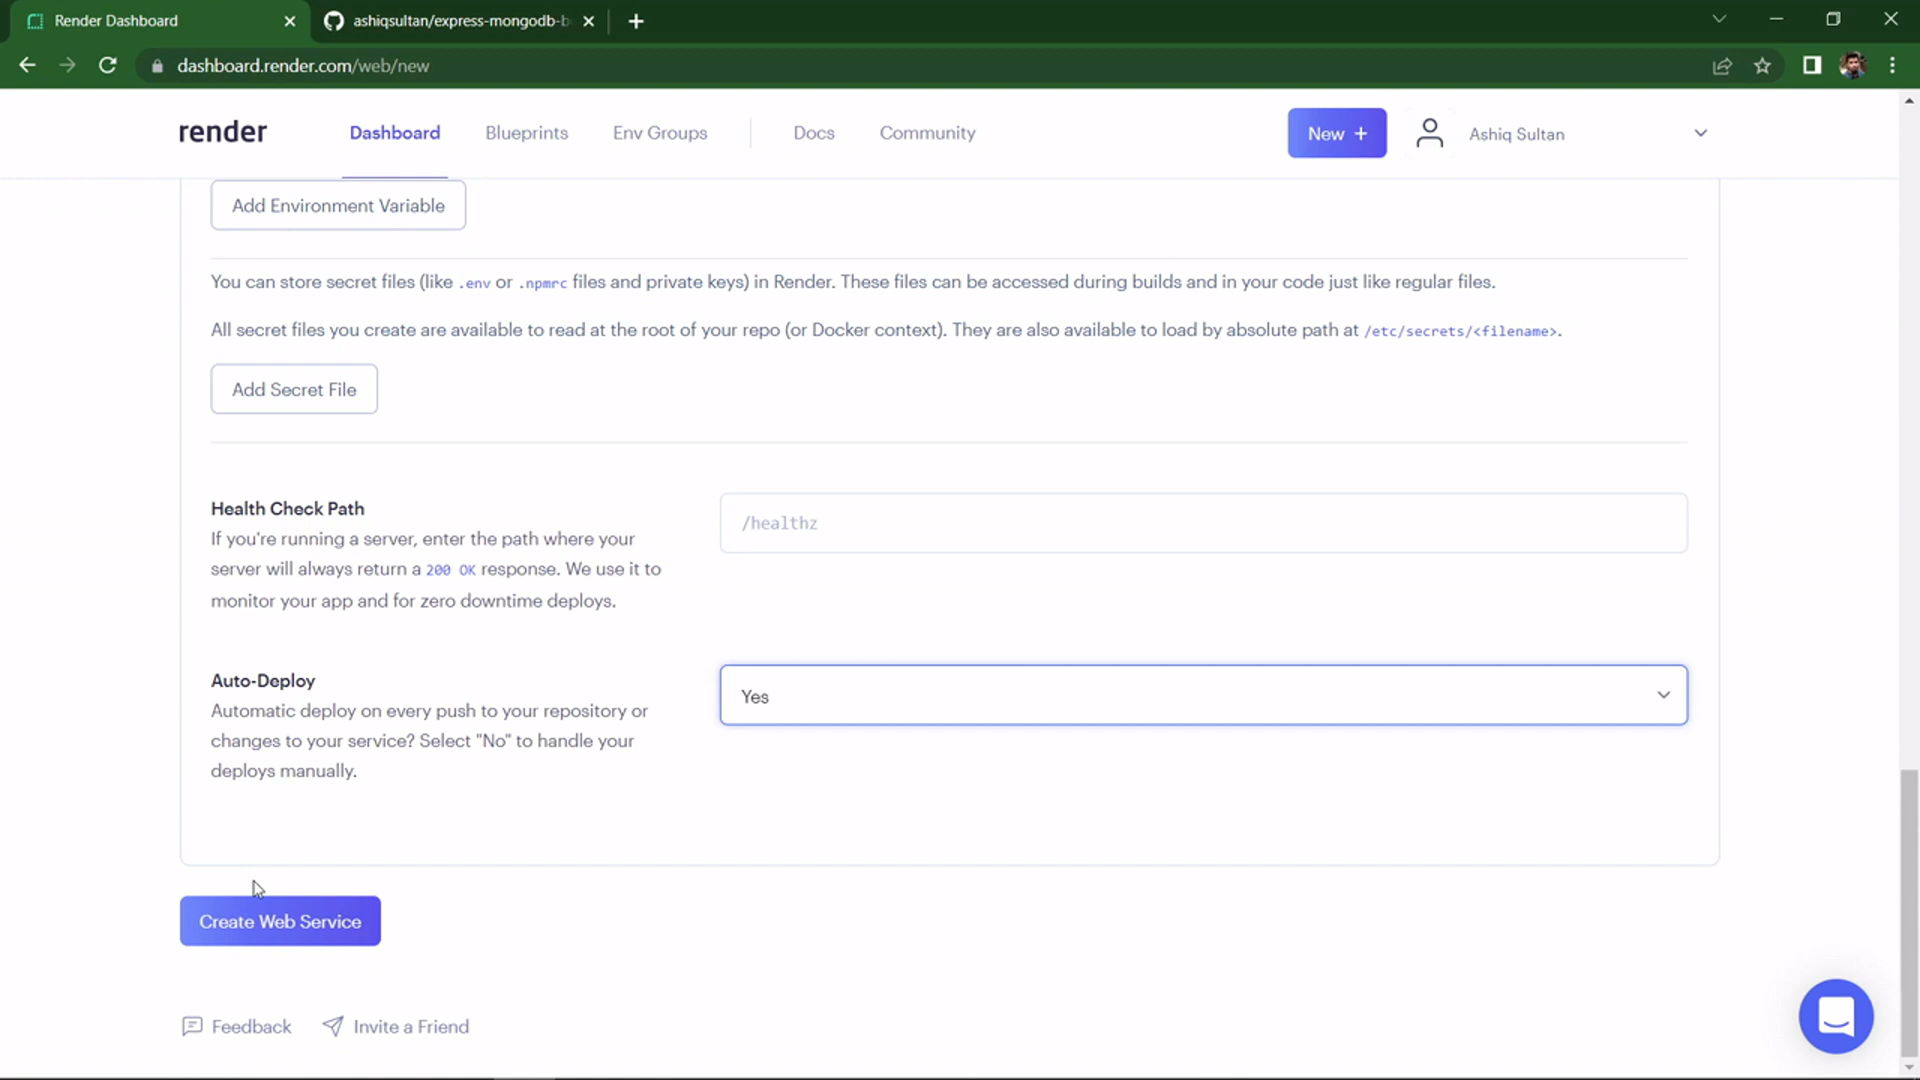 Render Dashboard
ashiqsultan/express-mongodb-b
dashboard.render.com/web/new
render
Dashboard
Blueprints
Env Groups
Docs
Community
New +
Ashiq Sultan
Add Environment Variable
You can store secret files (like .env or .npmrc files and private keys) in Render. These files can be accessed during builds and in your code just like regular files.
All secret files you create are available to read at the root of your repo (or Docker context). They are also available to load by absolute path at /etc/secrets/<filename>.
Add Secret File
Health Check Path
If you're running a server, enter the path where your
server will always return a 200 OK response. We use it to
monitor your app and for zero downtime deploys.
/healthz
Auto-Deploy
Automatic deploy on every push to your repository or
changes to your service? Select "No" to handle your
deploys manually.
Yes
Create Web Service
Feedback
Invite a Friend